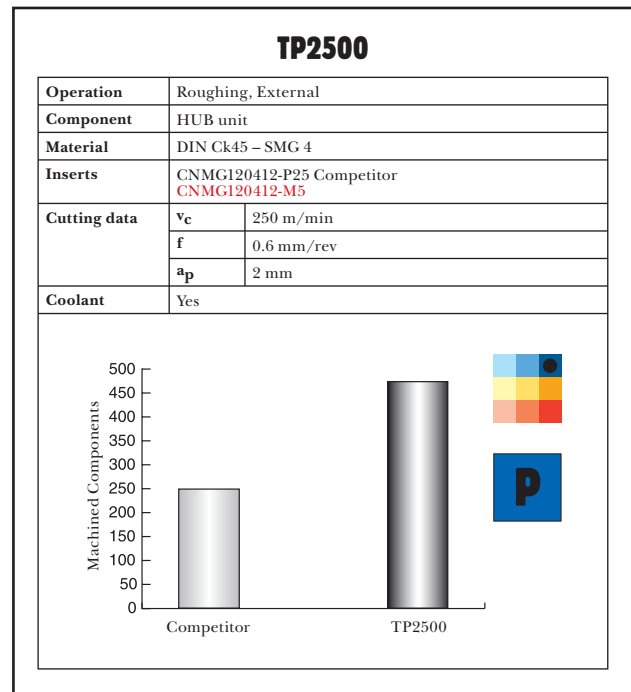 TP2500
Operation Roughing, External
Component HUB unit
Material DIN Ck45 – SMG 4
Inserts CNMG120412-P25 Competitor
CNMG120412-M5
Cutting data vc 250 m/min
f 0.6 mm/rev
ap 2 mm
Coolant Yes
Machined Components
500
450
400
350
300
250
200
150
100
50
0
Competitor TP2500
P